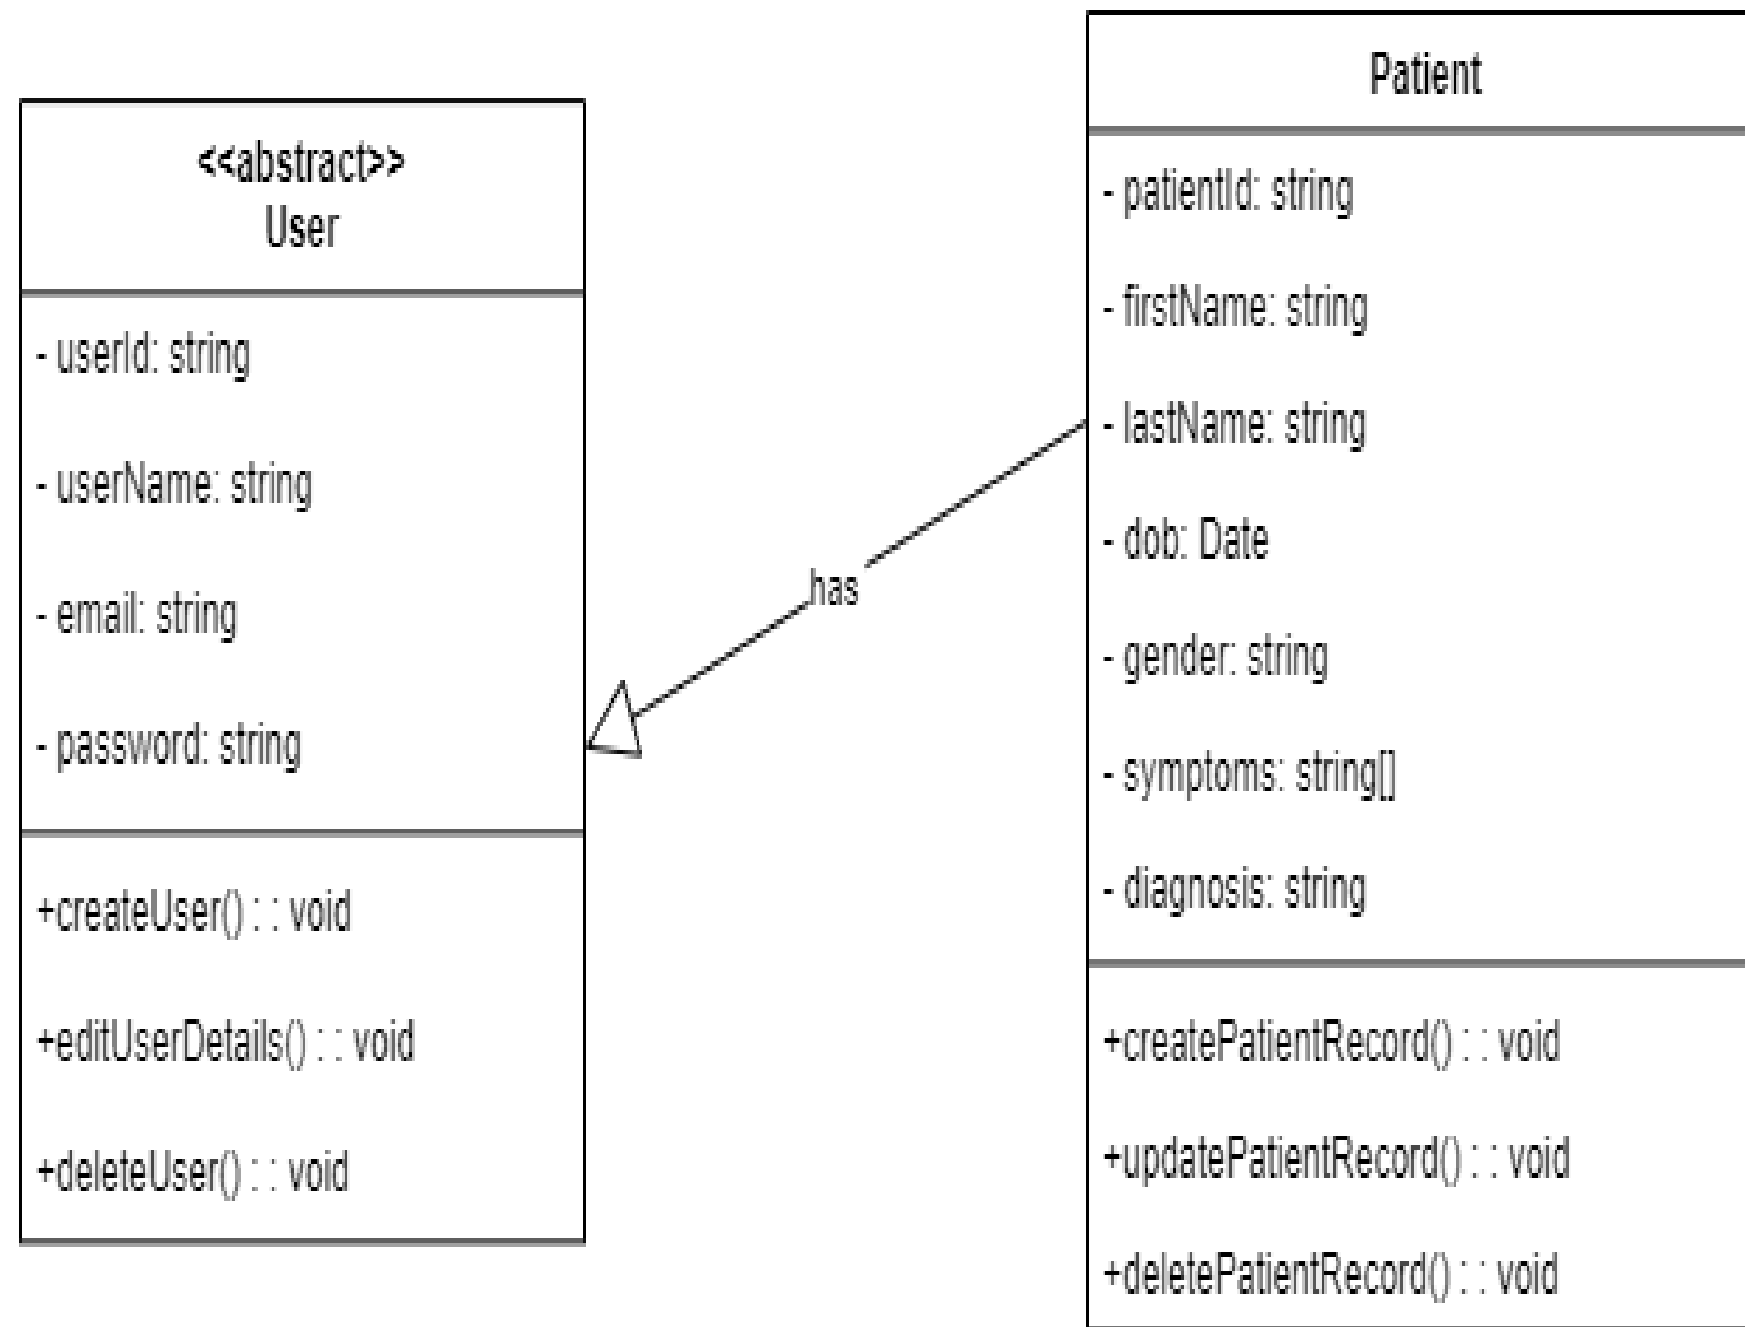 <<abstract>>
User
- userId: string
- userName: string
- email: string
- password: string
+createUser() : : void
+editUserDetails() : : void
+deleteUser() : : void
has
Patient
- patientId: string
- firstName: string
- lastName: string
- dob: Date
- gender: string
- symptoms: string[]
- diagnosis: string
+createPatientRecord() : : void
+updatePatientRecord() : : void
+deletePatientRecord() : : void